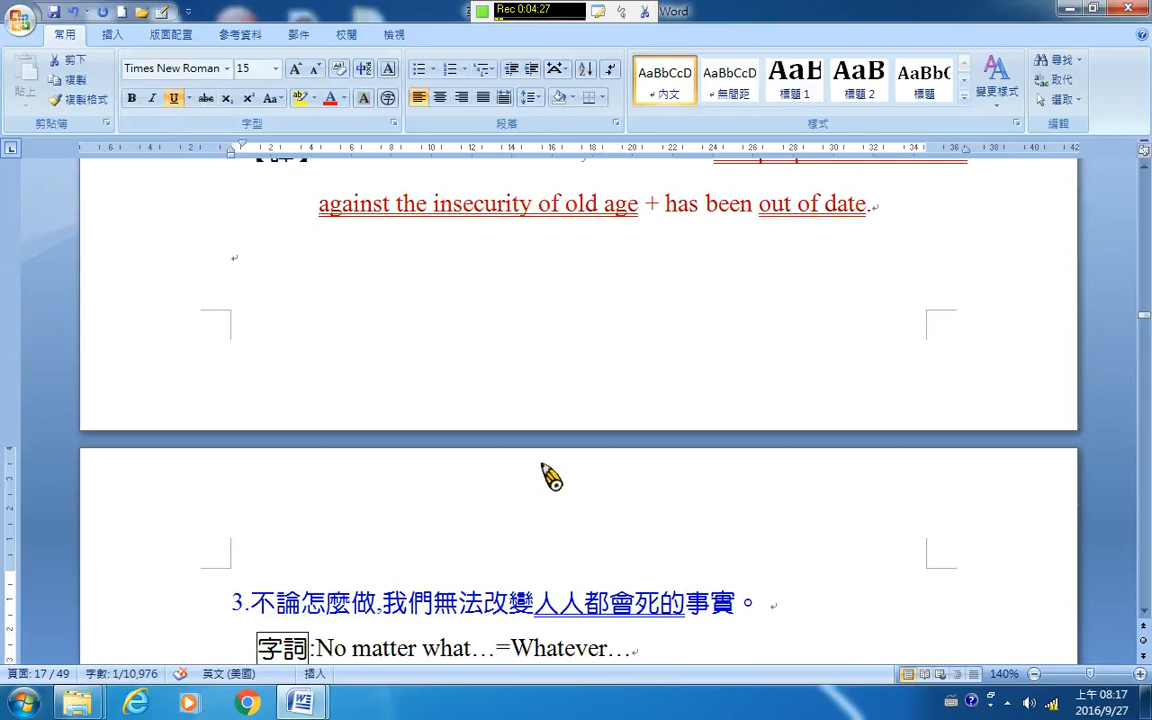 Rec 0:04:27
Word
常用 插入 版面配置 參考資料 郵件 校閱 檢視
貼上 剪下
複製
複製格式
Times New Roman 15
AaBbCcD AaBbCcD AaBb AaBbCc
內文 無間距 標題 1 標題 2 標題
變更樣式
尋找
取代
選取
剪貼簿 字型 段落 樣式 編輯
against the insecurity of old age + has been out of date.
3.不論怎麼做,我們無法改變人人都會死的事實。
字詞:No matter what…=Whatever…
頁面: 17 / 49 字數: 1/10,976 英文 (美國) 插入 140%
上午 08:17
2016/9/27